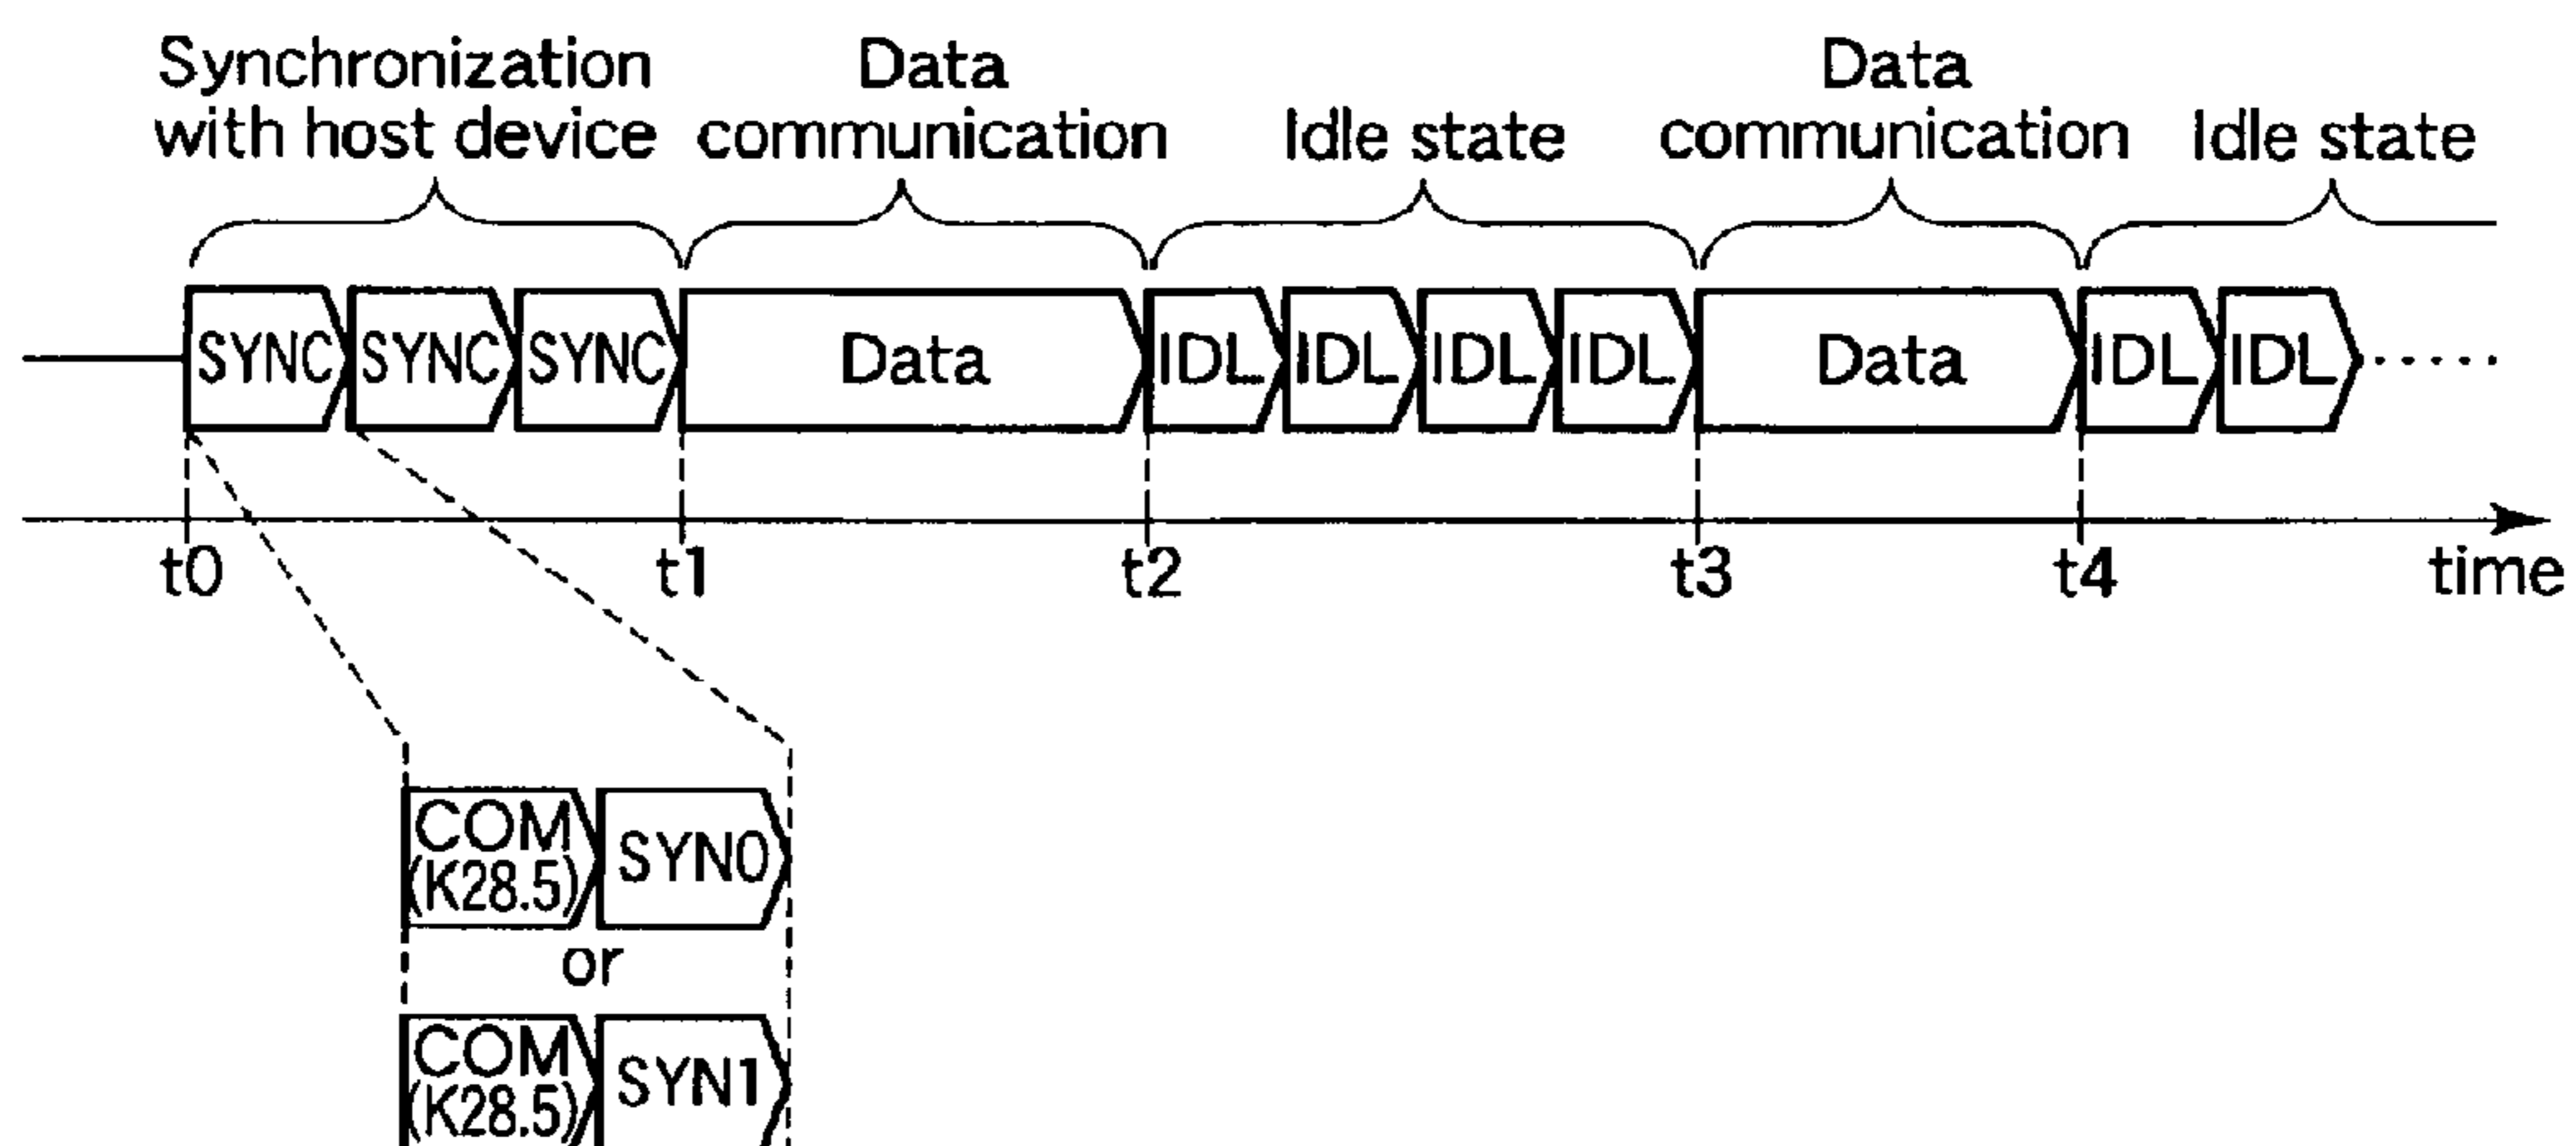 Synchronization
with host device
Data
communication
Idle state
Data
communication
Idle state
SYNC SYNC SYNC Data IDL IDL IDL IDL Data IDL IDL
t0 t1 t2 t3 t4 time
COM
(K28.5)
SYN0
or
COM
(K28.5)
SYN1